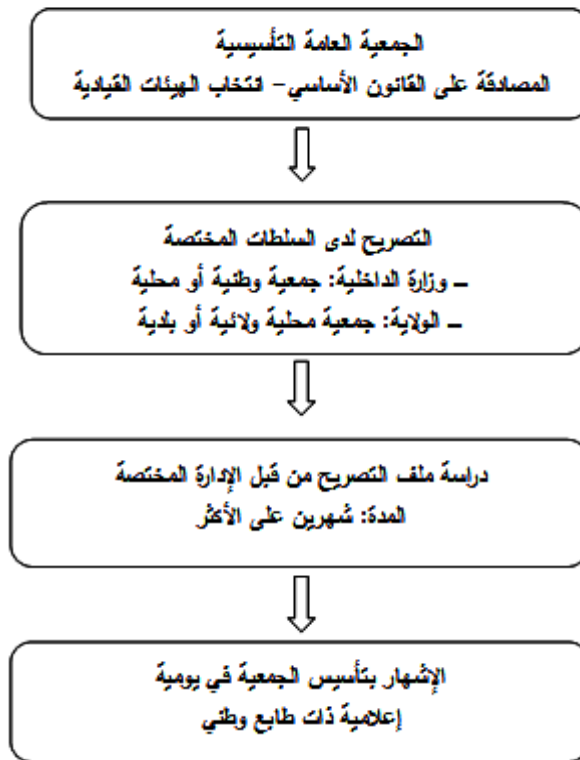 الجمعية العامة التأسيسية
المصادقة على القانون الأساسي– انتخاب الهيئات القيادية
التصريح لدى السلطات المختصة
– وزارة الداخلية: جمعية وطنية أو محلية
– الولاية: جمعية محلية ولائية أو بلدية
دراسة ملف التصريح من قبل الإدارة المختصة
المدة: شهرين على الأكثر
الإشهار بتأسيس الجمعية في يومية
إعلامية ذات طابع وطني